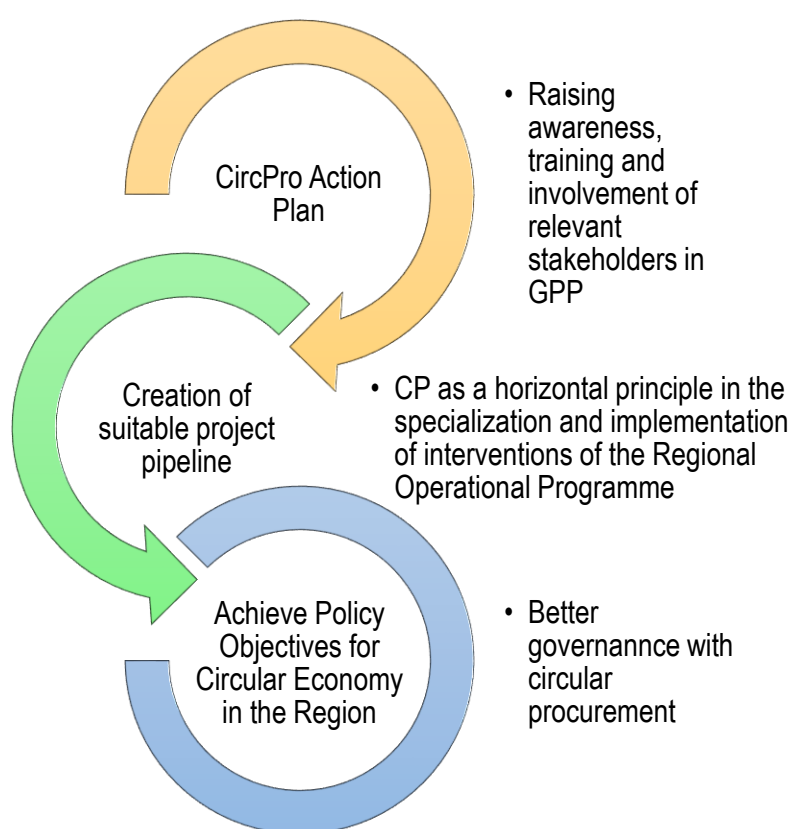 CircPro Action
Plan
• Raising
awareness,
training and
involvement of
relevant
stakeholders in
GPP
Creation of
suitable project
pipeline
• CP as a horizontal principle in the
specialization and implementation
of interventions of the Regional
Operational Programme
Achieve Policy
Objectives for
Circular Economy
in the Region
• Better
governannce with
circular
procurement